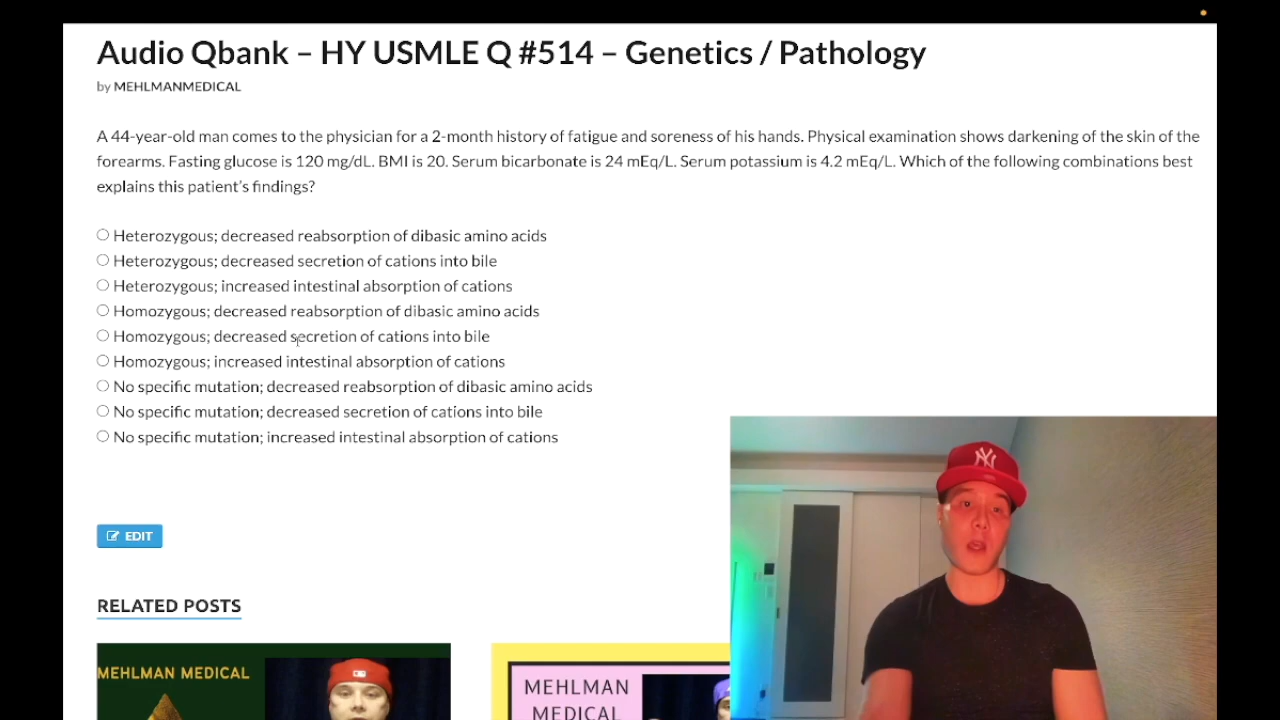 Audio Qbank – HY USMLE Q #514 – Genetics / Pathology
by MEHLMANMEDICAL
A 44-year-old man comes to the physician for a 2-month history of fatigue and soreness of his hands. Physical examination shows darkening of the skin of the
forearms. Fasting glucose is 120 mg/dL. BMI is 20. Serum bicarbonate is 24 mEq/L. Serum potassium is 4.2 mEq/L. Which of the following combinations best
explains this patient's findings?
Heterozygous; decreased reabsorption of dibasic amino acids
Heterozygous; decreased secretion of cations into bile
Heterozygous; increased intestinal absorption of cations
Homozygous; decreased reabsorption of dibasic amino acids
Homozygous; decreased secretion of cations into bile
Homozygous; increased intestinal absorption of cations
No specific mutation; decreased reabsorption of dibasic amino acids
No specific mutation; decreased secretion of cations into bile
No specific mutation; increased intestinal absorption of cations
EDIT
RELATED POSTS
MEHLMAN MEDICAL
MEHLMAN
MEDICAL
NY